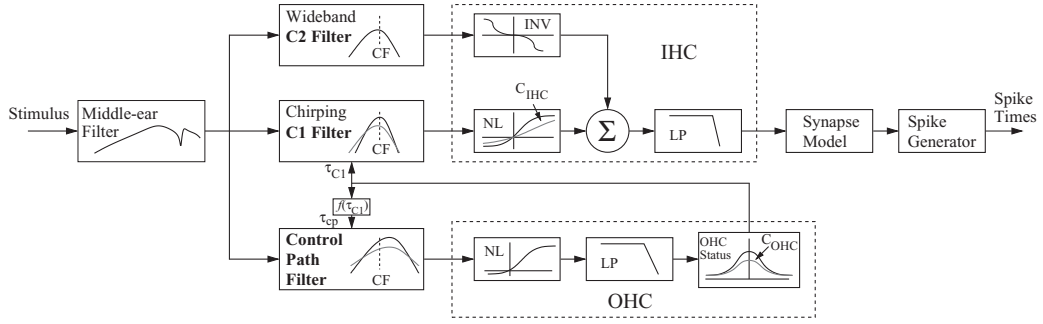 Wideband
C2 Filter
CF
INV
IHC
Stimulus
Middle-ear
Filter
Chirping
C1 Filter
CF
NL
C_IHC
Σ
LP
Synapse
Model
Spike
Generator
Spike
Times
τ_C1
f(τ_C1)
τ_cp
Control
Path
Filter
CF
NL
LP
OHC
Status
C_OHC
OHC